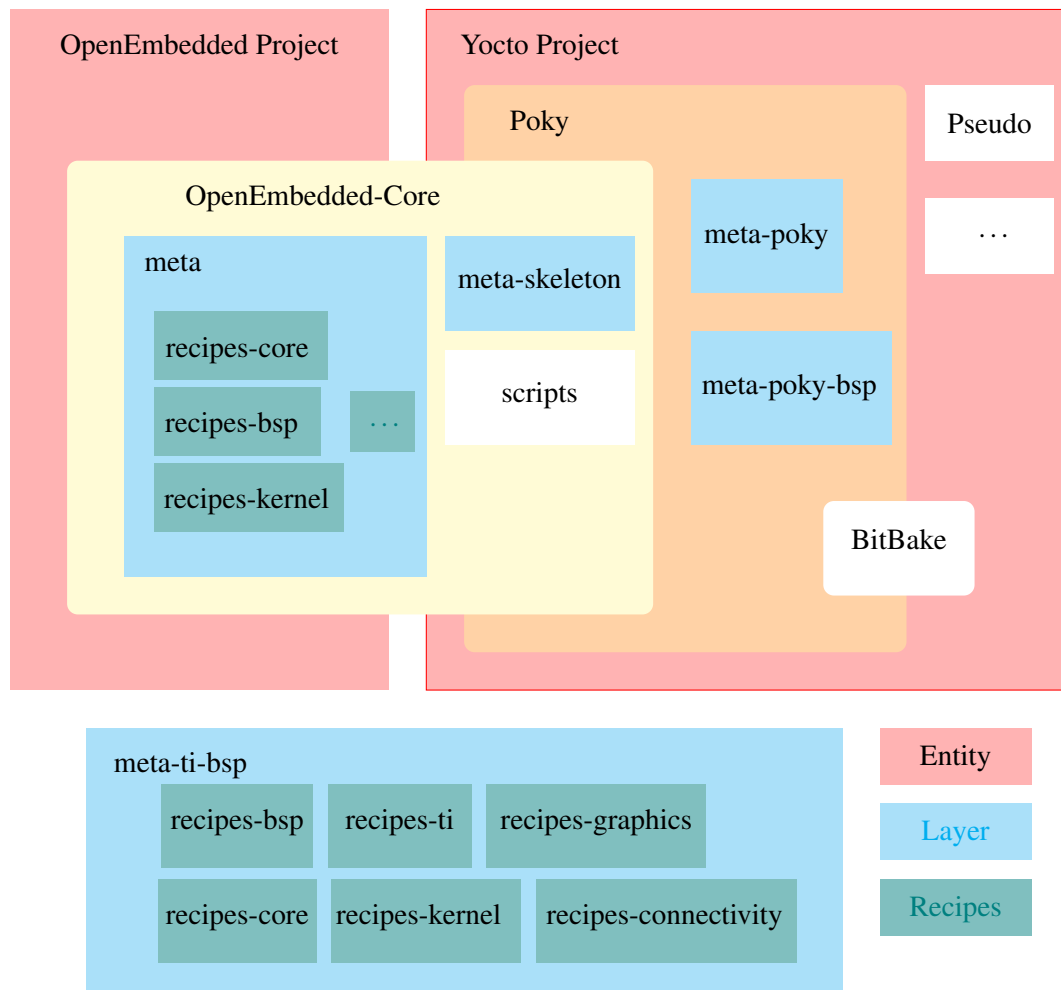 OpenEmbedded Project
Yocto Project
Poky
Pseudo
OpenEmbedded-Core
meta-poky
...
meta
meta-skeleton
recipes-core
meta-poky-bsp
scripts
recipes-bsp
...
recipes-kernel
BitBake
meta-ti-bsp
Entity
recipes-bsp
recipes-ti
recipes-graphics
Layer
recipes-core
recipes-kernel
recipes-connectivity
Recipes